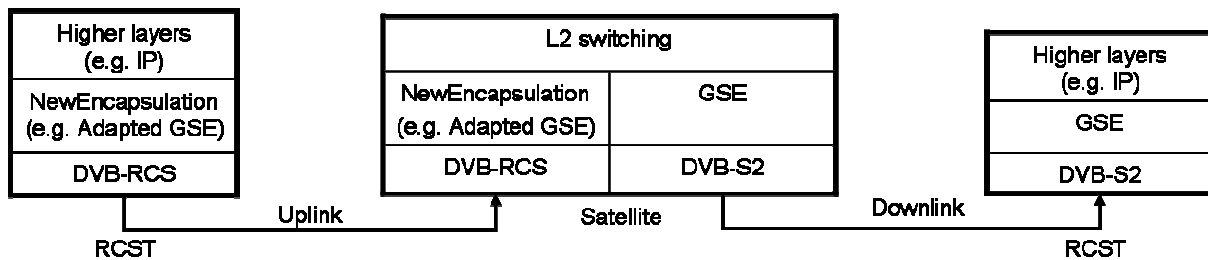 Higher layers
(e.g. IP)
NewEncapsulation
(e.g. Adapted GSE)
DVB-RCS
L2 switching
NewEncapsulation
(e.g. Adapted GSE)
GSE
DVB-RCS
DVB-S2
Higher layers
(e.g. IP)
GSE
DVB-S2
Uplink
Satellite
Downlink
RCST
RCST